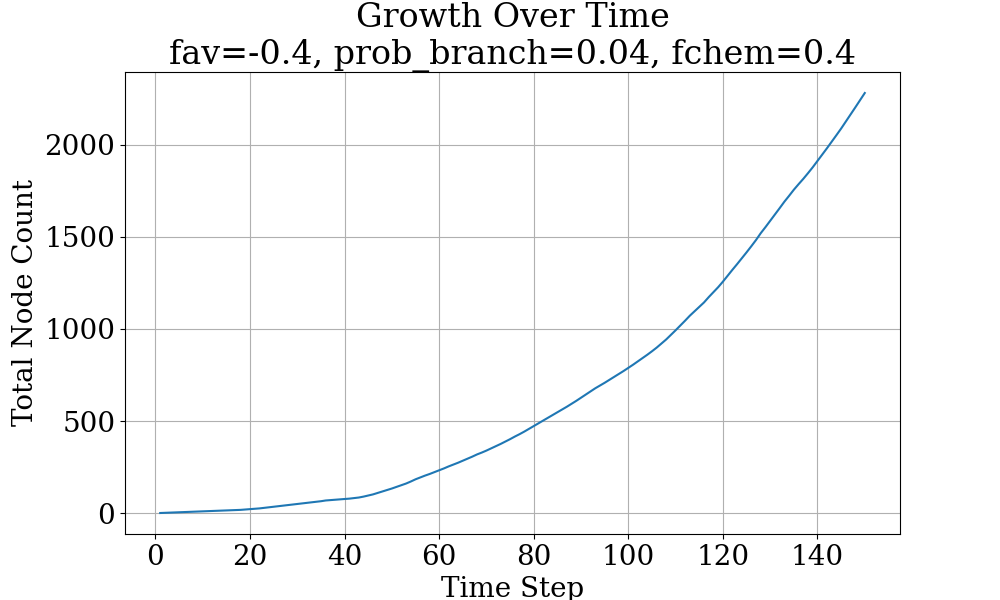 Growth Over Time
fav=-0.4, prob_branch=0.04, fchem=0.4
Total Node Count
2000
1500
1000
500
0
0 20 40 60 80 100 120 140
Time Step